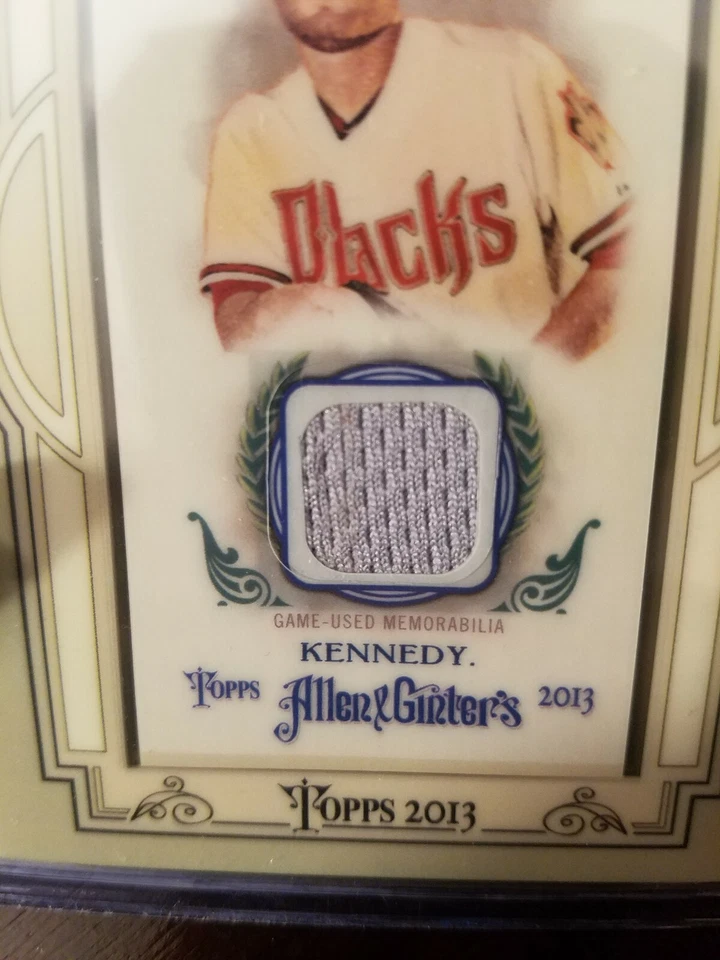 Dbacks
GAME-USED MEMORABILIA
KENNEDY.
TOPPS Allen & Ginter's 2013
TOPPS 2013